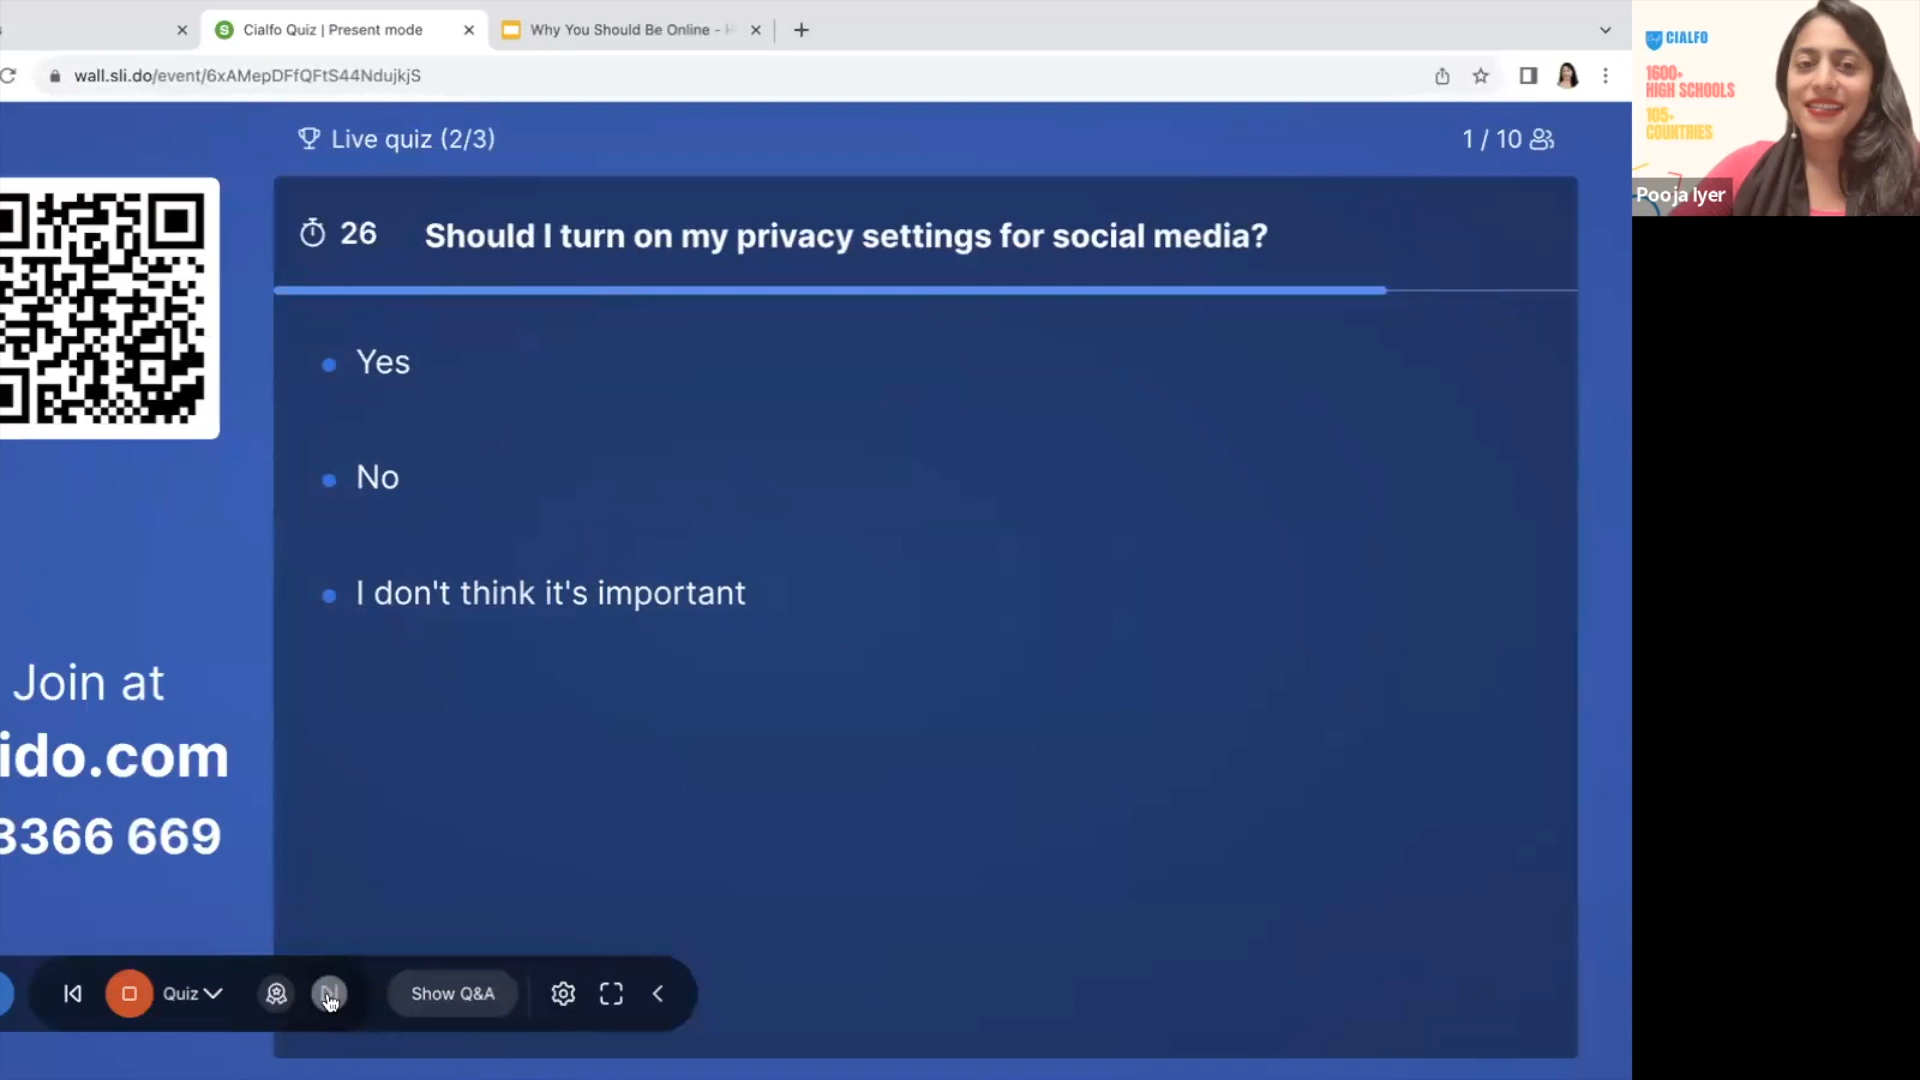 Cialfo Quiz | Present mode
Why You Should Be Online -
wall.sli.do/event/6xAMepDFfQFtS44NdujkjS
CIALFO
1600+
HIGH SCHOOLS
105+
COUNTRIES
Pooja Iyer
Live quiz (2/3)
1 / 10
26
Should I turn on my privacy settings for social media?
Yes
No
I don't think it's important
Join at
ido.com
3366 669
Quiz
Show Q&A